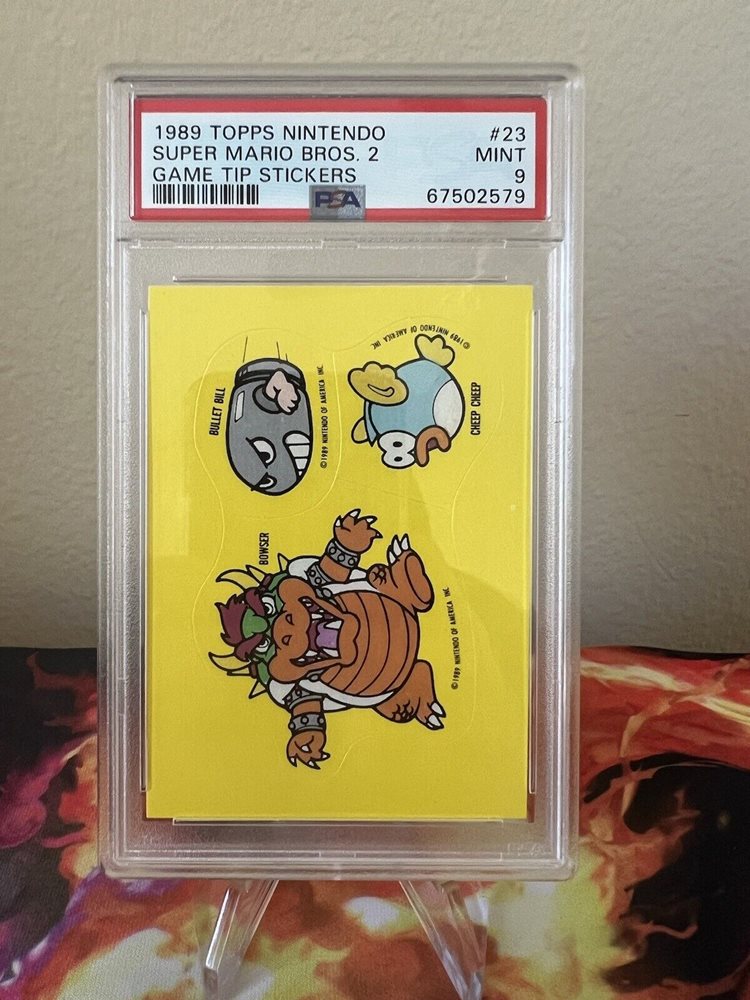 1989 TOPPS NINTENDO #23
SUPER MARIO BROS. 2 MINT
GAME TIP STICKERS 9
PSA 67502579
BULLET BILL
©1989 NINTENDO OF AMERICA INC.
©1989 NINTENDO OF AMERICA INC.
CHEEP CHEEP
BOWSER
©1989 NINTENDO OF AMERICA INC.